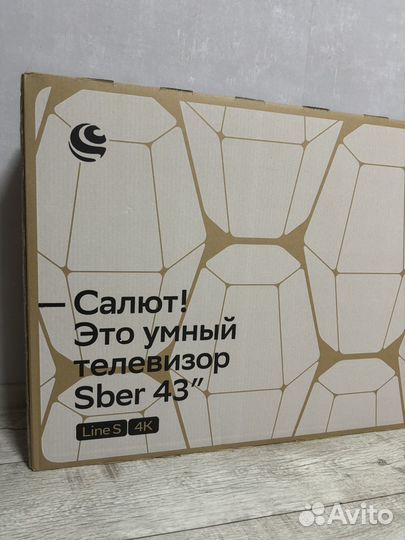 — Салют!
Это умный
телевизор
Sber 43”
Line S 4K
Avito